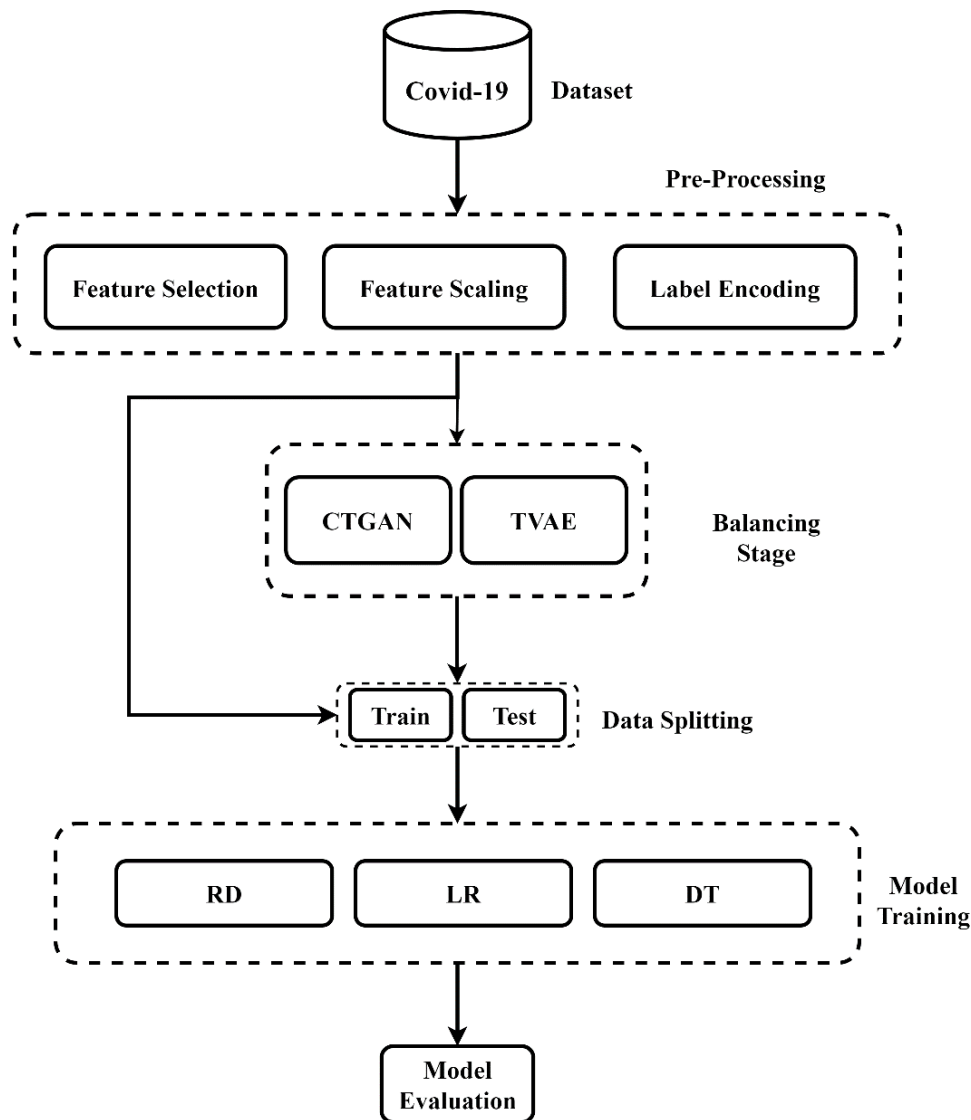 Covid-19
Dataset
Pre-Processing
Feature Selection
Feature Scaling
Label Encoding
CTGAN
TVAE
Balancing
Stage
Train
Test
Data Splitting
RD
LR
DT
Model
Training
Model
Evaluation